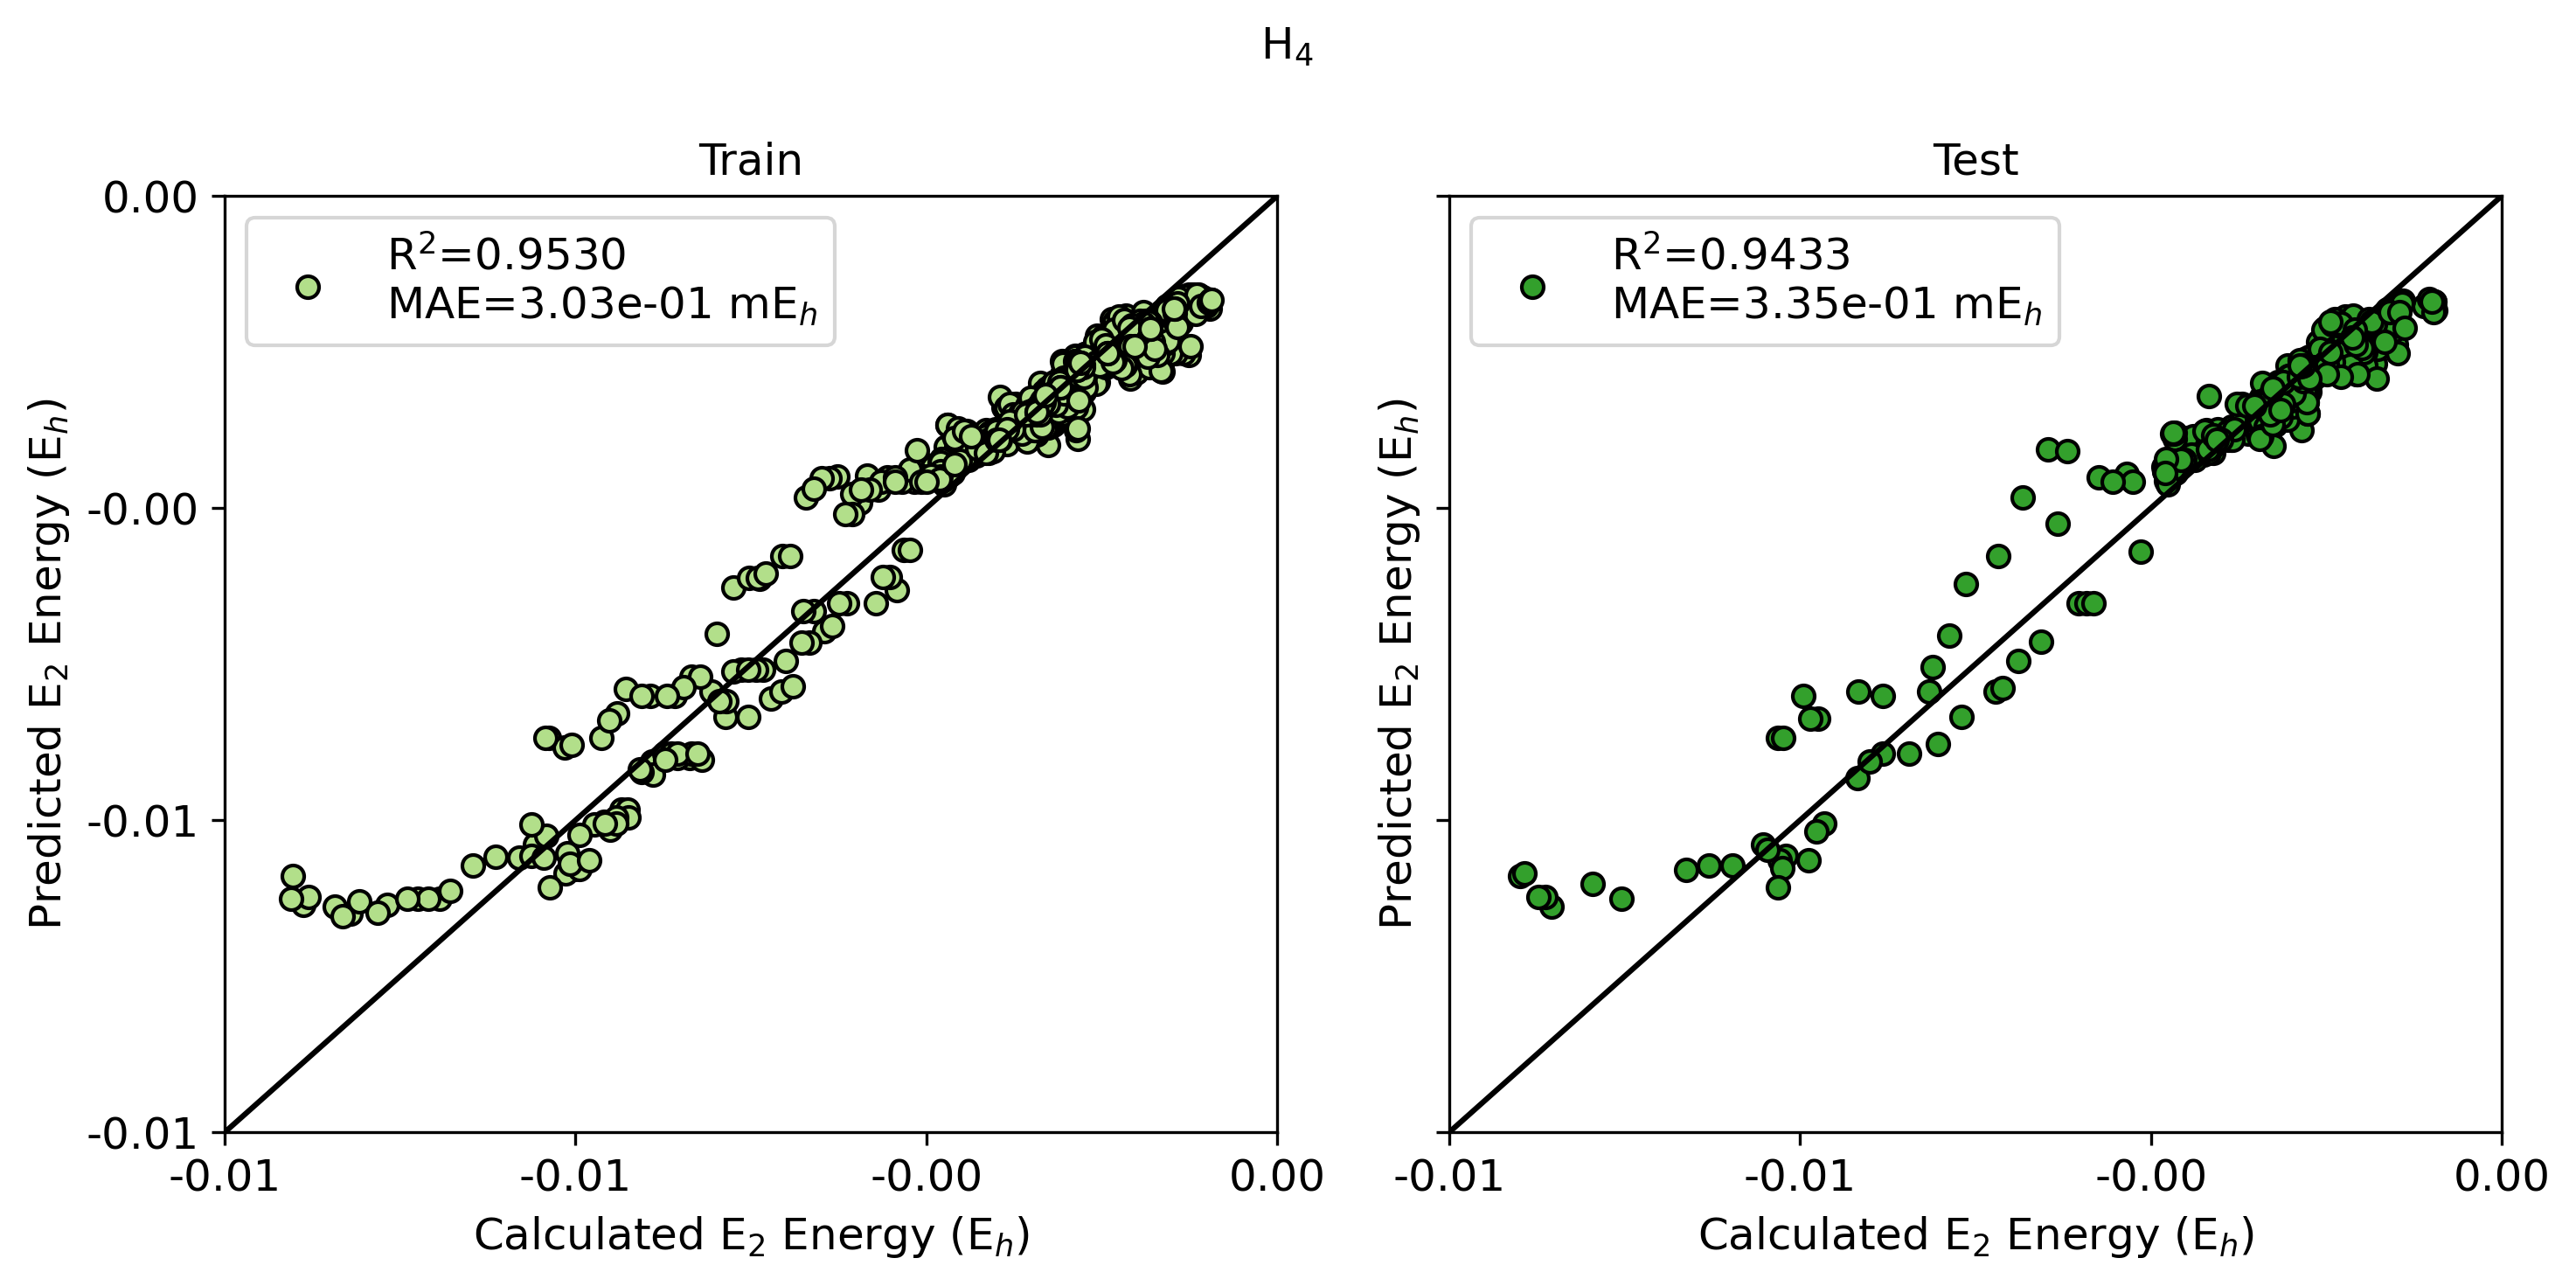 H₄
Train
Test
R²=0.9530
MAE=3.03e-01 mEₕ
R²=0.9433
MAE=3.35e-01 mEₕ
0.00
-0.00
-0.01
-0.01
Predicted E₂ Energy (Eₕ)
Predicted E₂ Energy (Eₕ)
-0.01 -0.01 -0.00 0.00
-0.01 -0.01 -0.00 0.00
Calculated E₂ Energy (Eₕ)
Calculated E₂ Energy (Eₕ)